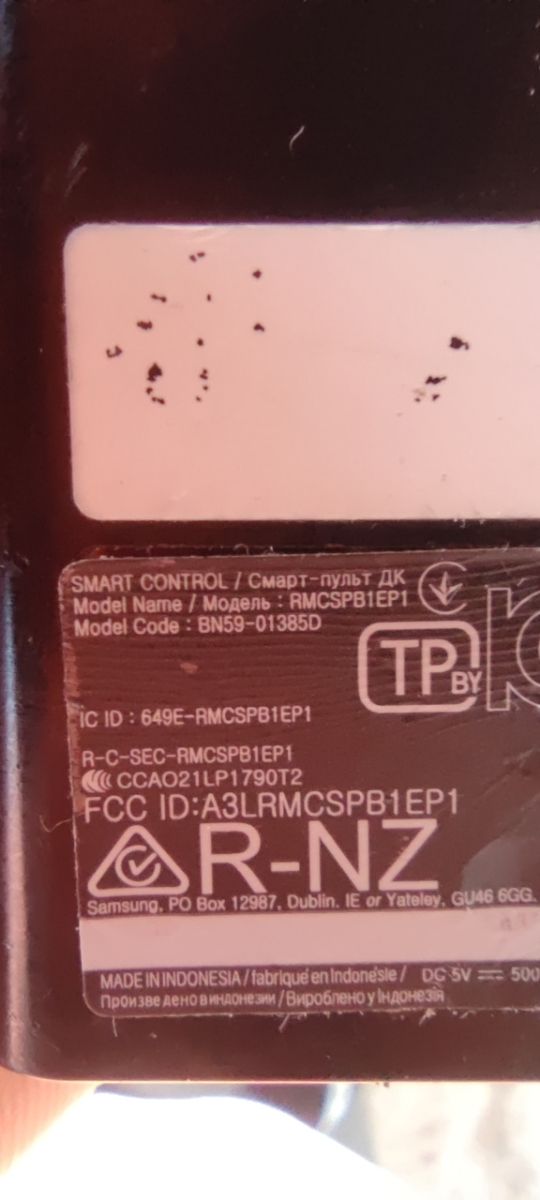 SMART CONTROL / Смарт-пульт ДК
Model Name / Модель : RMCSPB1EP1
Model Code : BN59-01385D
TP BY
IC ID : 649E-RMCSPB1EP1
R-C-SEC-RMCSPB1EP1
CCAO21LP1790T2
FCC ID:A3LRMCSPB1EP1
R-NZ
Samsung, PO Box 12987, Dublin. IE or Yateley, GU46 6GG.
MADE IN INDONESIA / fabriqué en Indonésie / DC 5V 500
Произведено в индонезии / Вироблено у Індонезія